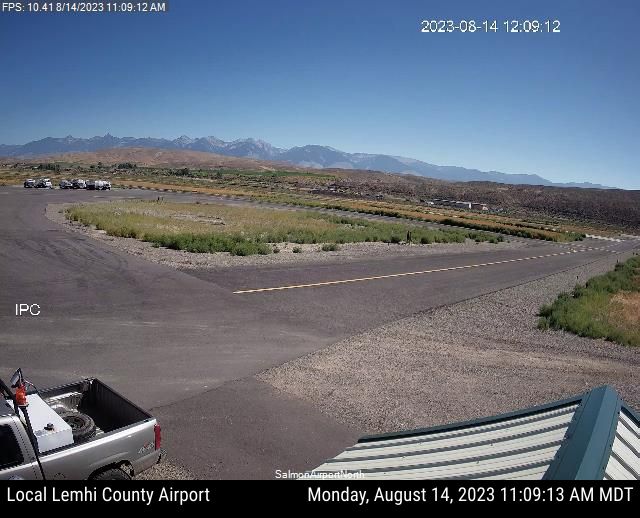 FPS: 10.41 8/14/2023 11:09:12 AM
2023-08-14 12:09:12
IPC
SalmonAirportNorth
Local Lemhi County Airport
Monday, August 14, 2023 11:09:13 AM MDT